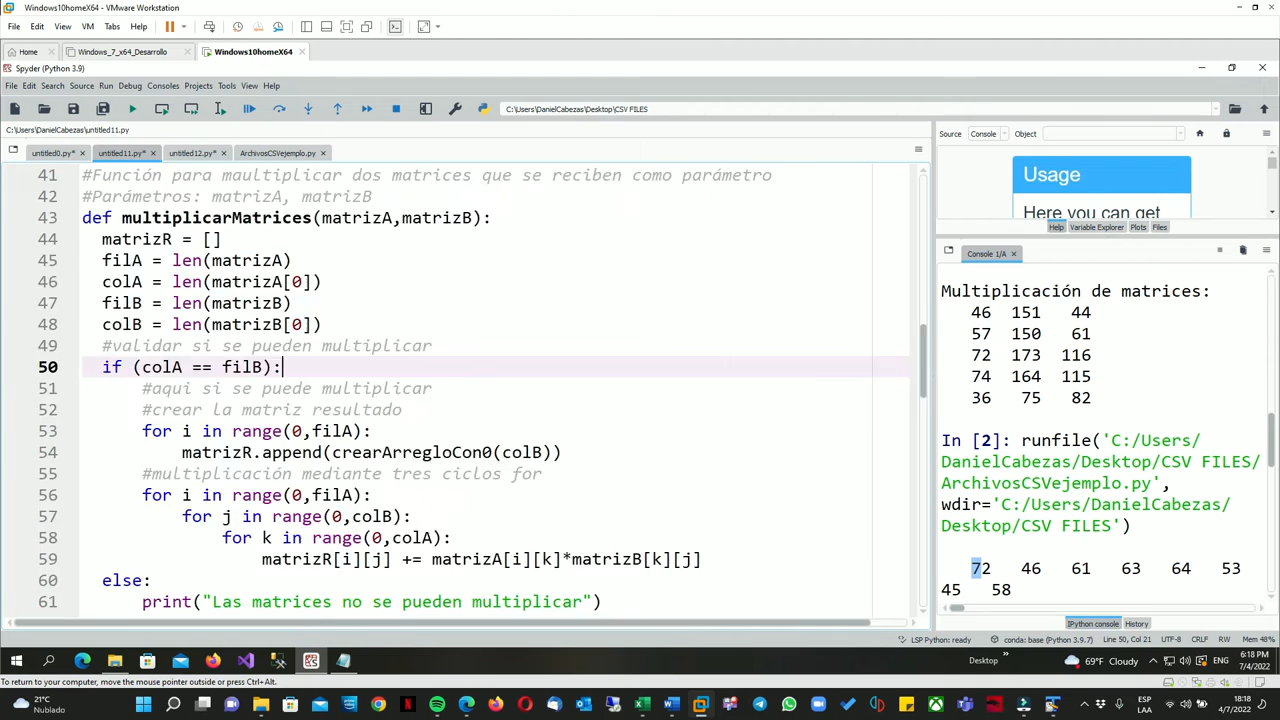 Windows10homeX64 - VMware Workstation
File Edit View VM Tabs Help
Home Windows_7_x64_Desarrollo Windows10homeX64
Spyder (Python 3.9)
File Edit Search Source Run Debug Consoles Projects Tools View Help
C:\Users\DanielCabezas\Desktop\CSV FILES
C:\Users\DanielCabezas\untitled11.py
untitled0.py* untitled11.py* untitled12.py* ArchivosCSVejemplo.py
41 #Función para maultiplicar dos matrices que se reciben como parámetro
42 #Parámetros: matrizA, matrizB
43 def multiplicarMatrices(matrizA,matrizB):
44 matrizR = []
45 filA = len(matrizA)
46 colA = len(matrizA[0])
47 filB = len(matrizB)
48 colB = len(matrizB[0])
49 #validar si se pueden multiplicar
50 if (colA == filB):
51 #aqui si se puede multiplicar
52 #crear la matriz resultado
53 for i in range(0,filA):
54 matrizR.append(crearArregloCon0(colB))
55 #multiplicación mediante tres ciclos for
56 for i in range(0,filA):
57 for j in range(0,colB):
58 for k in range(0,colA):
59 matrizR[i][j] += matrizA[i][k]*matrizB[k][j]
60 else:
61 print("Las matrices no se pueden multiplicar")
Source Console Object
Usage
Here you can get
Help Variable Explorer Plots Files
Console 1/A
Multiplicación de matrices:
46 151 44
57 150 61
72 173 116
74 164 115
36 75 82
In [2]: runfile('C:/Users/
DanielCabezas/Desktop/CSV FILES/
ArchivosCSVejemplo.py',
wdir='C:/Users/DanielCabezas/
Desktop/CSV FILES')
72 46 61 63 64 53
45 58
IPython console History
LSP Python: ready conda: base (Python 3.9.7) Line 50, Col 21 UTF-8 CRLF RW Mem 48%
Desktop 69°F Cloudy ENG 6:18 PM
7/4/2022
To return to your computer, move the mouse pointer outside or press Ctrl+Alt.
21°C
Nublado
ESP
LAA
18:18
4/7/2022